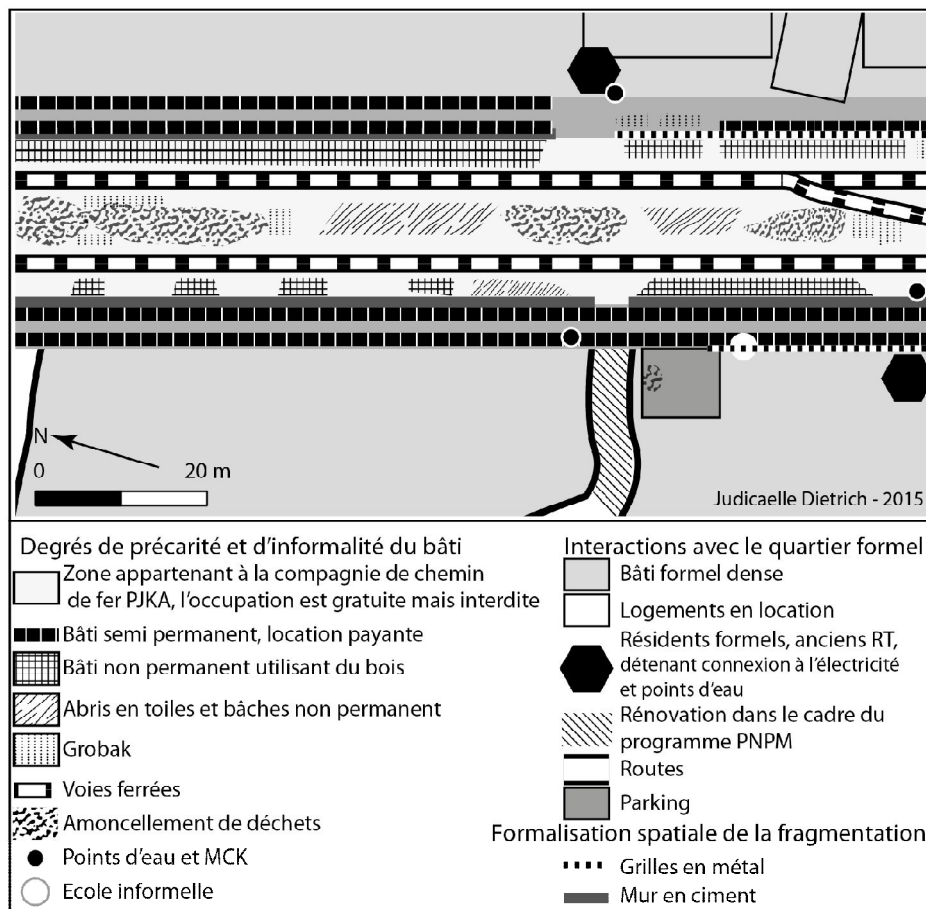 N
0 20 m
Judicaelle Dietrich - 2015
Degrés de précarité et d'informalité du bâti
Zone appartenant à la compagnie de chemin
de fer PJKA, l'occupation est gratuite mais interdite
Bâti semi permanent, location payante
Bâti non permanent utilisant du bois
Abris en toiles et bâches non permanent
Grobak
Voies ferrées
Amoncellement de déchets
Points d'eau et MCK
Ecole informelle
Interactions avec le quartier formel
Bâti formel dense
Logements en location
Résidents formels, anciens RT,
détenant connexion à l'électricité
et points d'eau
Rénovation dans le cadre du
programme PNPM
Routes
Parking
Formalisation spatiale de la fragmentation
Grilles en métal
Mur en ciment